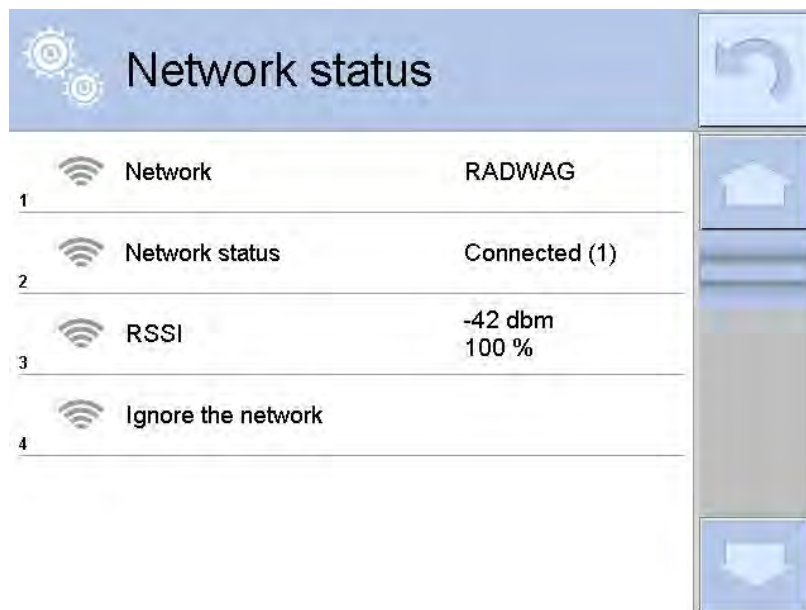 Network status
1 Network RADWAG
2 Network status Connected (1)
3 RSSI -42 dbm
100 %
4 Ignore the network